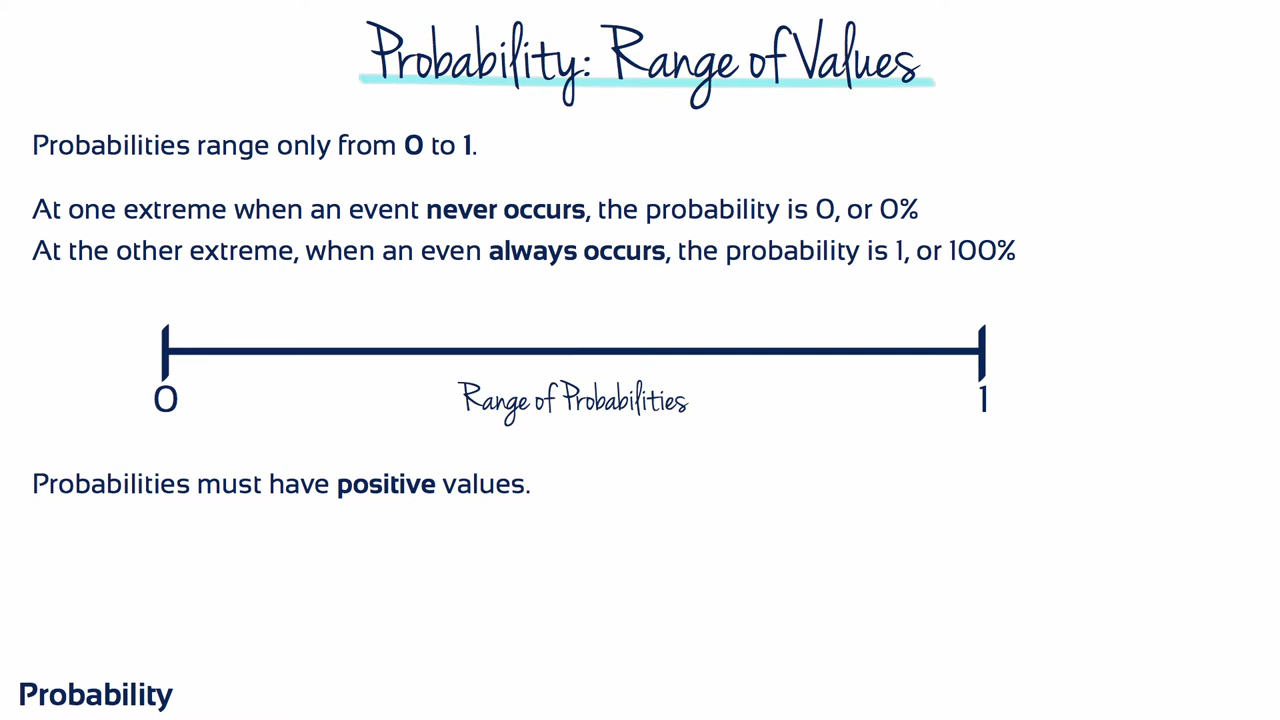 Probability: Range of Values
Probabilities range only from 0 to 1.
At one extreme when an event never occurs, the probability is 0, or 0%
At the other extreme, when an even always occurs, the probability is 1, or 100%
0
Range of Probabilities
1
Probabilities must have positive values.
Probability